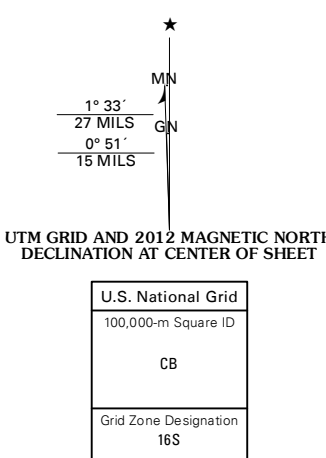 MN
1° 33´
27 MILS
GN
0° 51´
15 MILS
UTM GRID AND 2012 MAGNETIC NORTH
DECLINATION AT CENTER OF SHEET
U.S. National Grid
100,000-m Square ID
CB
Grid Zone Designation
16S